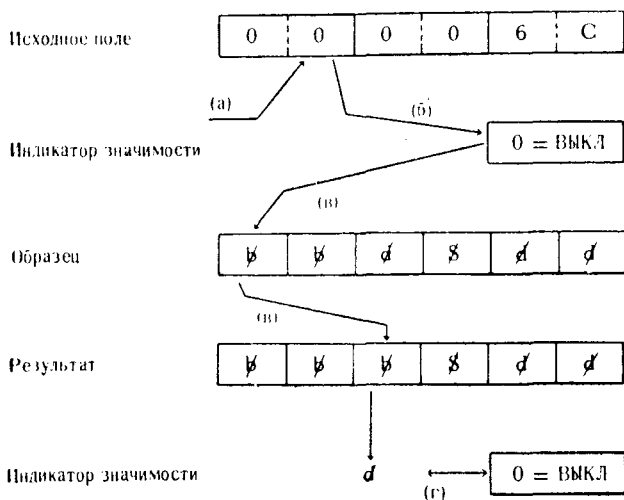 Исходное поле 0 0 0 0 6 C
(а)
(б)
Индикатор значимости 0 = ВЫКЛ
(в)
Образец b̸ b̸ d̸ S̸ d̸ d̸
(в)
Результат b̸ b̸ b̸ S̸ d̸ d̸
Индикатор значимости d̸ 0 = ВЫКЛ
(г)